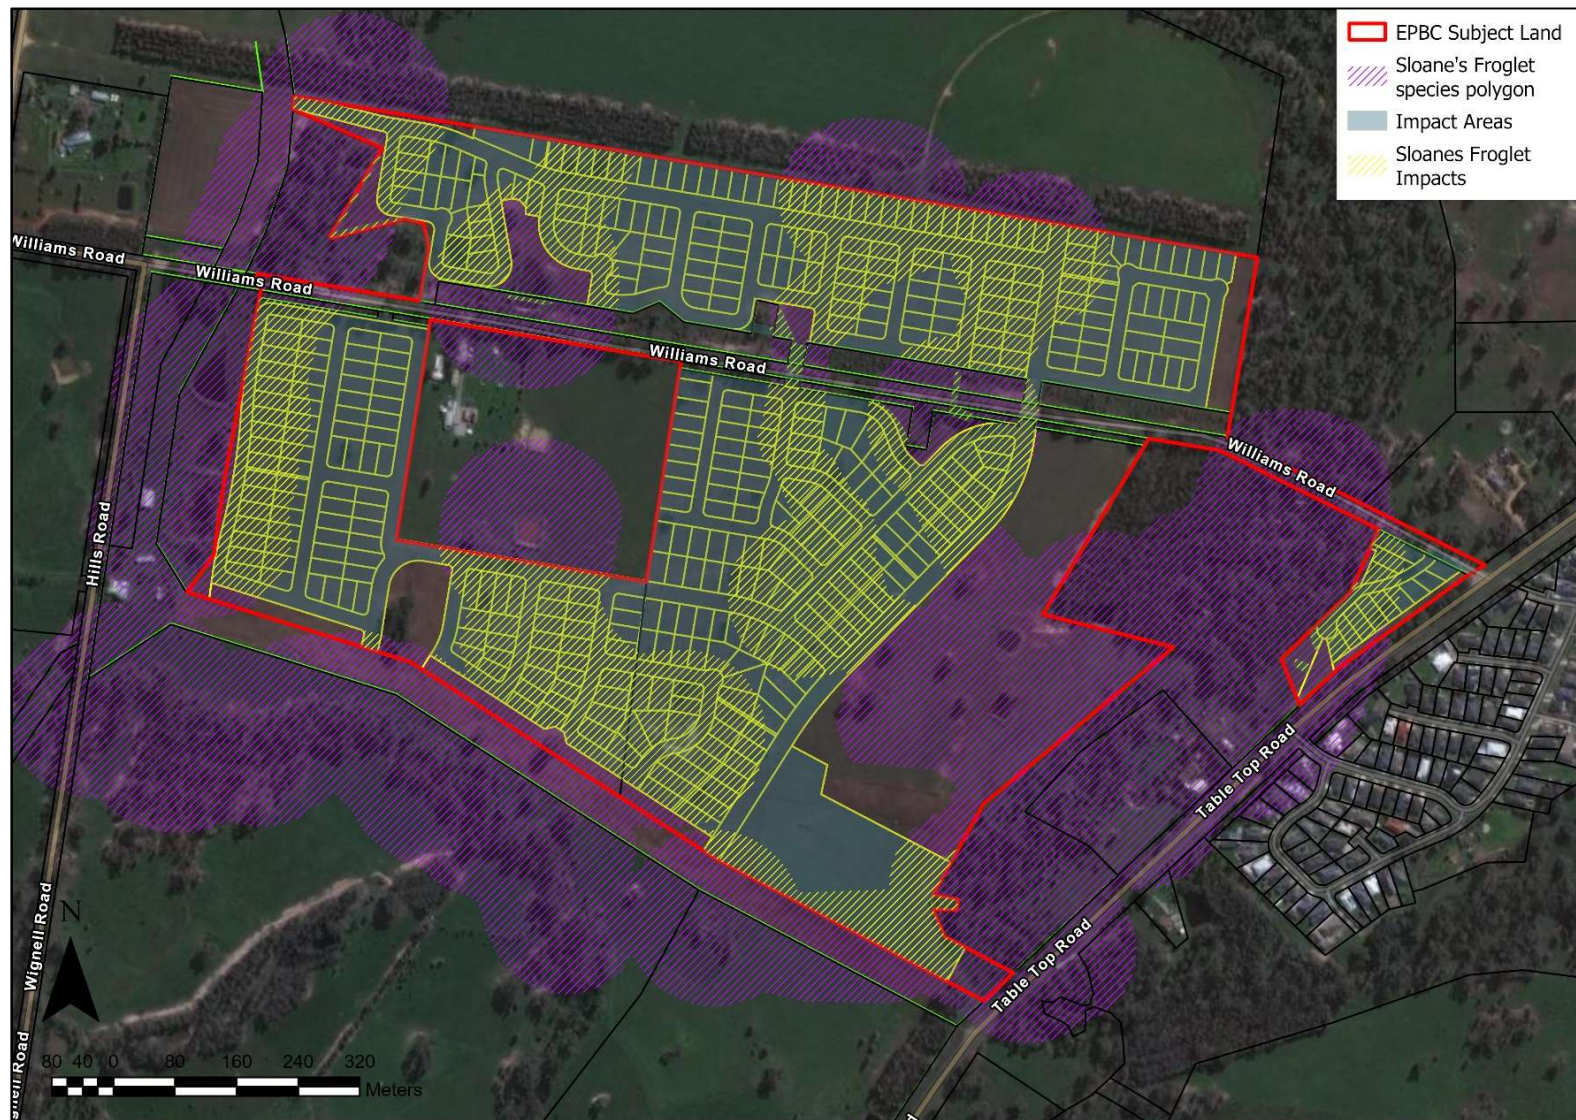 EPBC Subject Land
Sloane's Froglet
species polygon
Impact Areas
Sloanes Froglet
Impacts
Williams Road
Williams Road
Williams Road
Williams Road
Hills Road
Table Top Road
Wignell Road
Table Top Road
N
80 40 0 80 160 240 320
Meters